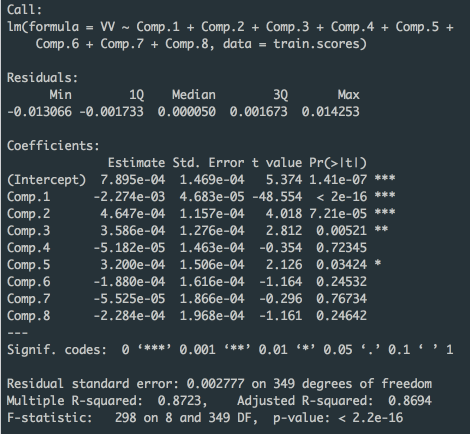 Call:
lm(formula = VV ~ Comp.1 + Comp.2 + Comp.3 + Comp.4 + Comp.5 +
    Comp.6 + Comp.7 + Comp.8, data = train.scores)

Residuals:
      Min        1Q    Median        3Q       Max
-0.013066 -0.001733  0.000050  0.001673  0.014253

Coefficients:
              Estimate Std. Error t value Pr(>|t|)
(Intercept)  7.895e-04  1.469e-04   5.374 1.41e-07 ***
Comp.1      -2.274e-03  4.683e-05 -48.554  < 2e-16 ***
Comp.2       4.647e-04  1.157e-04   4.018 7.21e-05 ***
Comp.3       3.586e-04  1.276e-04   2.812  0.00521 **
Comp.4      -5.182e-05  1.463e-04  -0.354  0.72345
Comp.5       3.200e-04  1.506e-04   2.126  0.03424 *
Comp.6      -1.880e-04  1.616e-04  -1.164  0.24532
Comp.7      -5.525e-05  1.866e-04  -0.296  0.76734
Comp.8      -2.284e-04  1.968e-04  -1.161  0.24642
---
Signif. codes:  0 ‘***’ 0.001 ‘**’ 0.01 ‘*’ 0.05 ‘.’ 0.1 ‘ ’ 1

Residual standard error: 0.002777 on 349 degrees of freedom
Multiple R-squared:  0.8723,	Adjusted R-squared:  0.8694
F-statistic:   298 on 8 and 349 DF,  p-value: < 2.2e-16